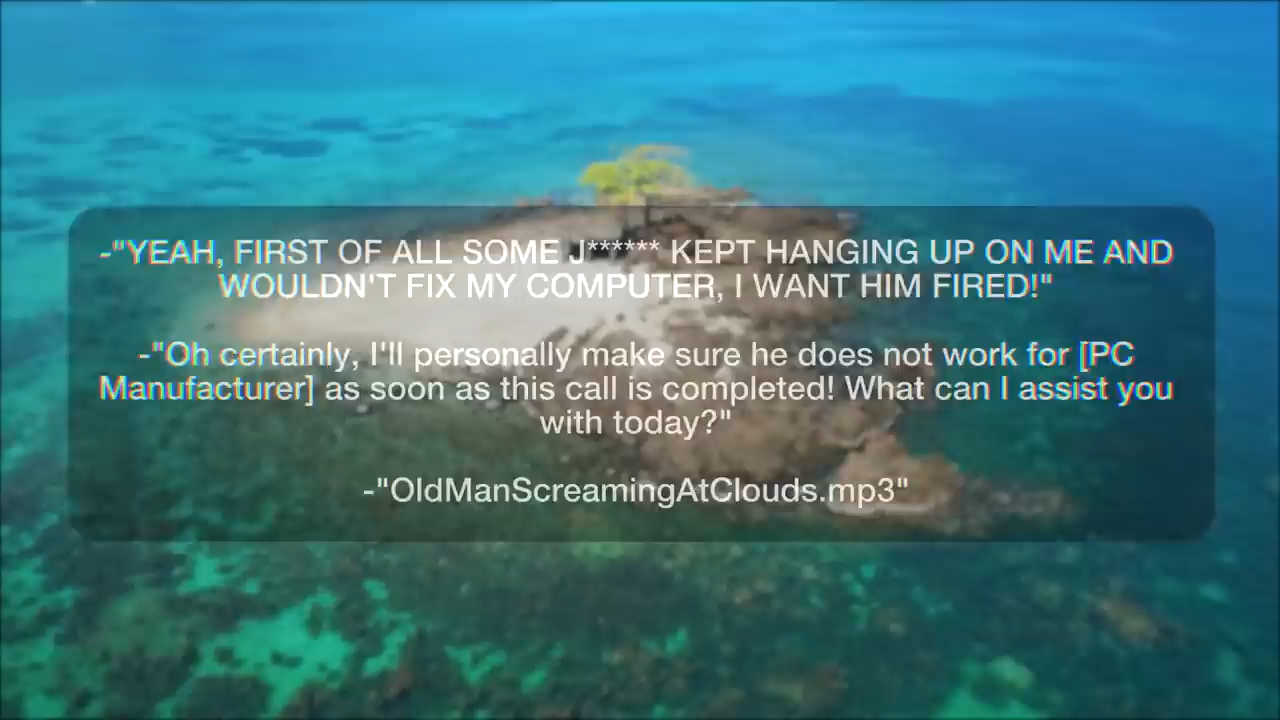 -"YEAH, FIRST OF ALL SOME J****** KEPT HANGING UP ON ME AND
WOULDN'T FIX MY COMPUTER, I WANT HIM FIRED!"
-"Oh certainly, I'll personally make sure he does not work for [PC
Manufacturer] as soon as this call is completed! What can I assist you
with today?"
-"OldManScreamingAtClouds.mp3"